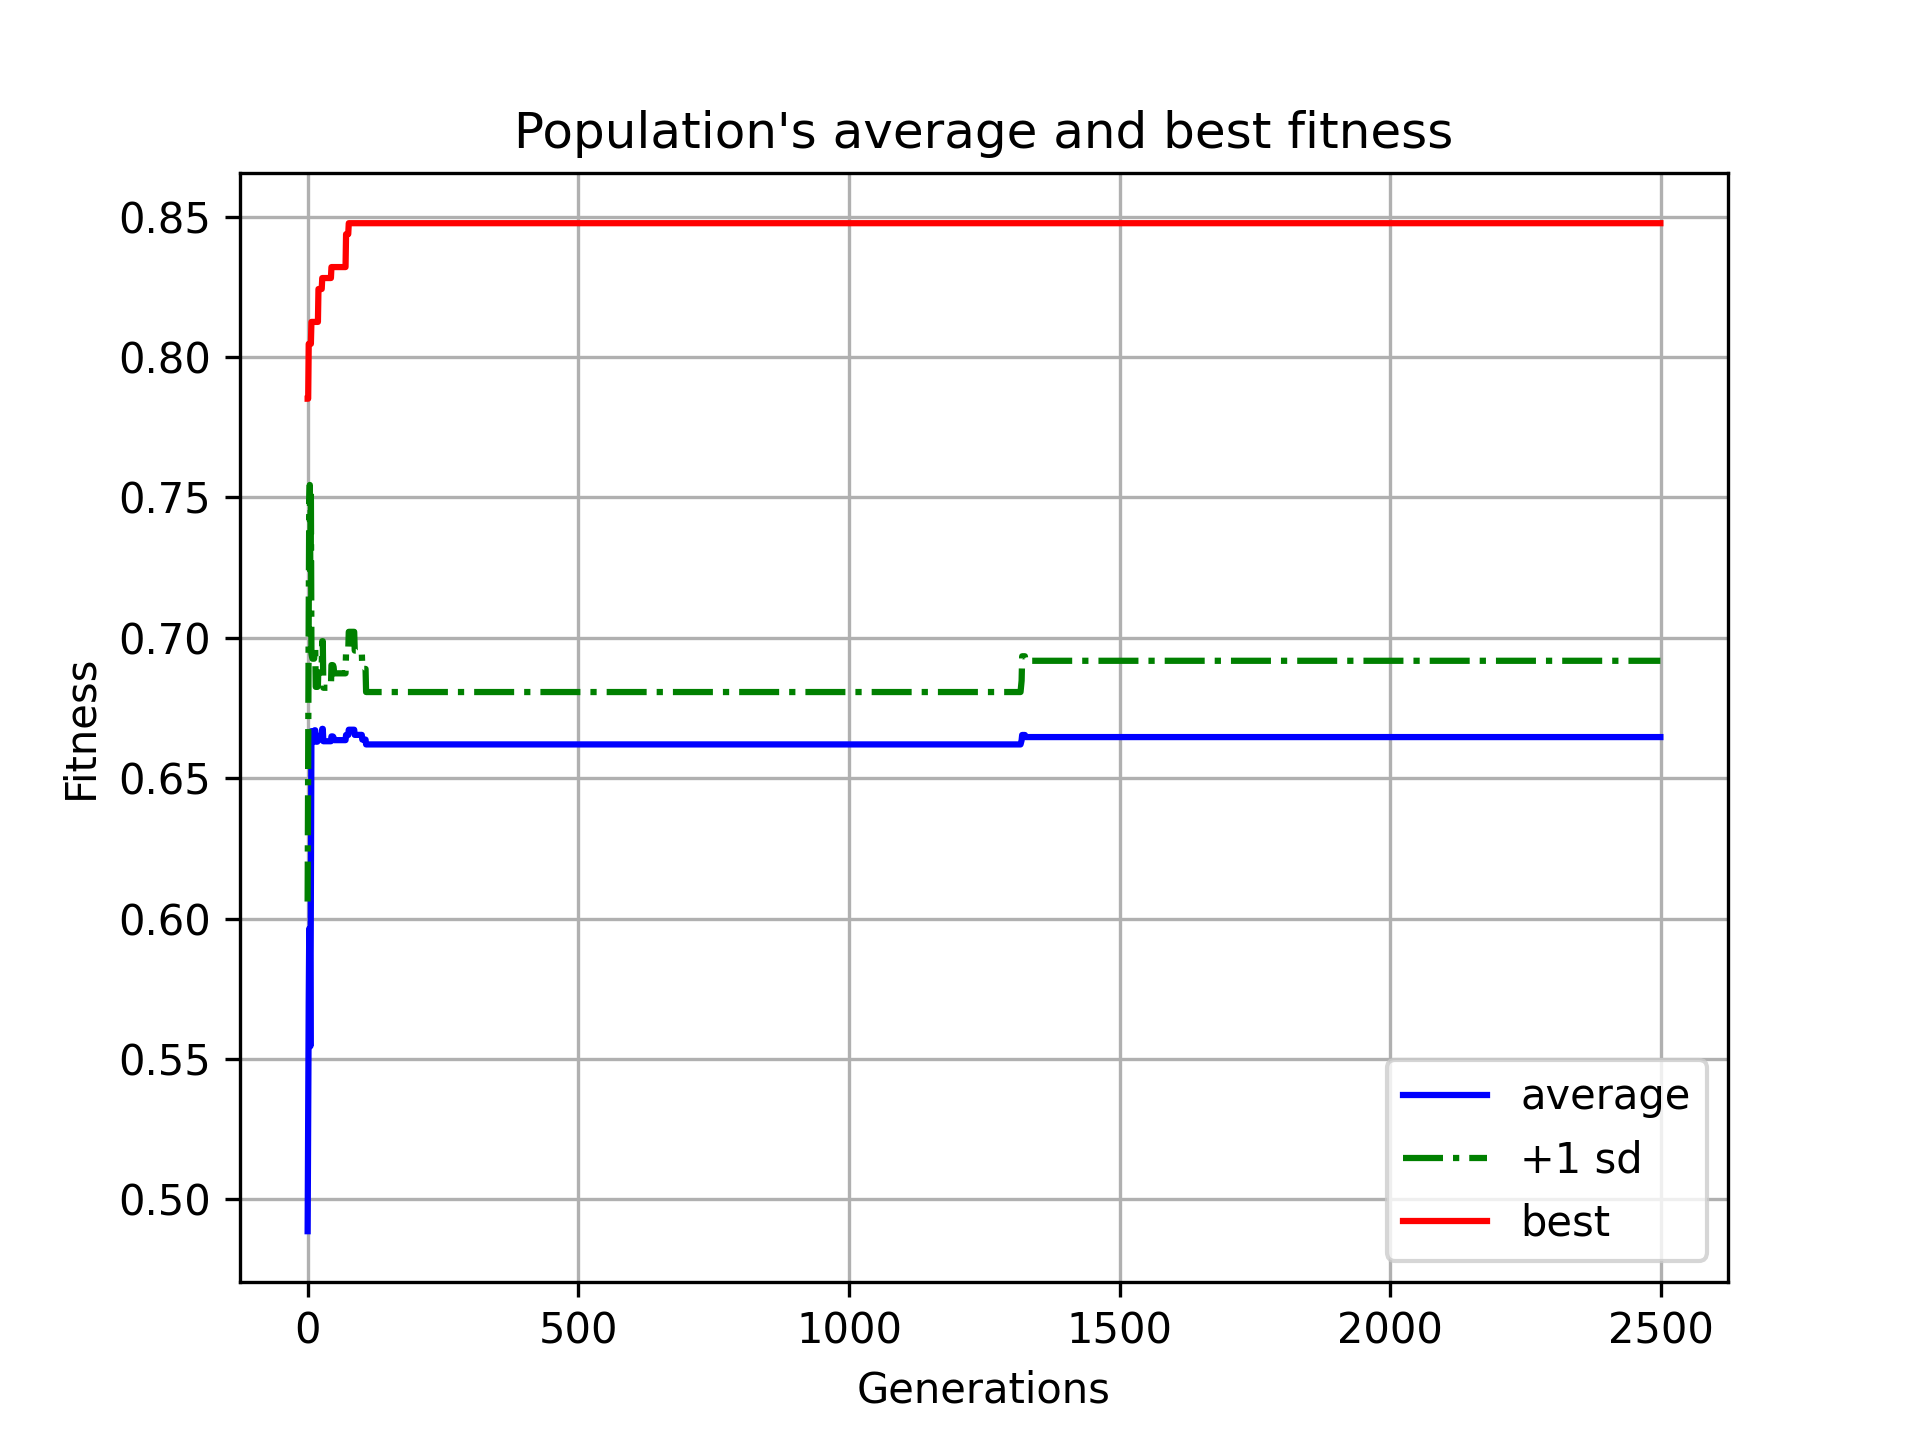 Population's average and best fitness
0.85
0.80
0.75
0.70
0.65
0.60
0.55
0.50
Fitness
0 500 1000 1500 2000 2500
Generations
average
+1 sd
best